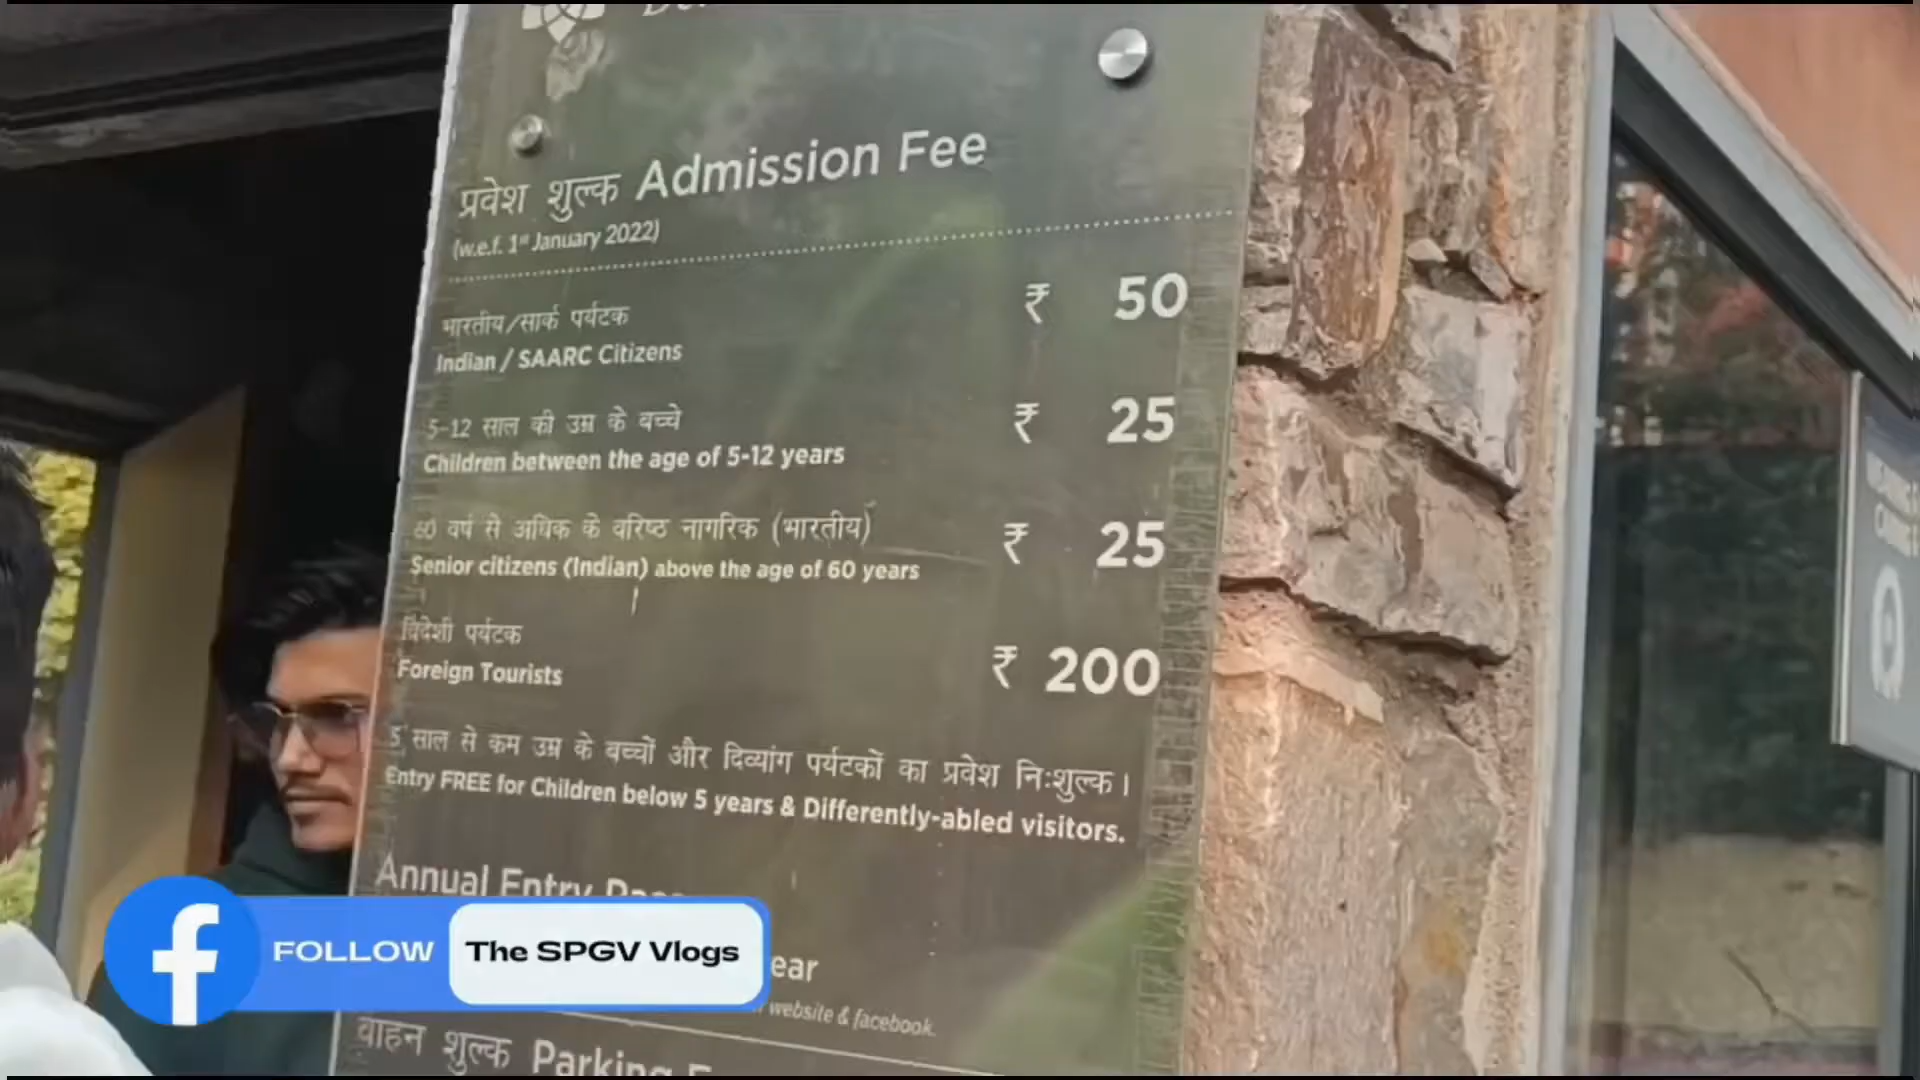 प्रवेश शुल्क Admission Fee
(w.e.f. 1st January 2022)
भारतीय/सार्क पर्यटक
Indian / SAARC Citizens
₹ 50
5-12 साल की उम्र के बच्चे
Children between the age of 5-12 years
₹ 25
60 वर्ष से अधिक के वरिष्ठ नागरिक (भारतीय)
Senior citizens (Indian) above the age of 60 years
₹ 25
विदेशी पर्यटक
Foreign Tourists
₹ 200
5 साल से कम उम्र के बच्चों और दिव्यांग पर्यटकों का प्रवेश निःशुल्क।
Entry FREE for Children below 5 years & Differently-abled visitors.
Annual Entry
FOLLOW The SPGV Vlogs
ear
website & facebook.
वाहन शुल्क Parking